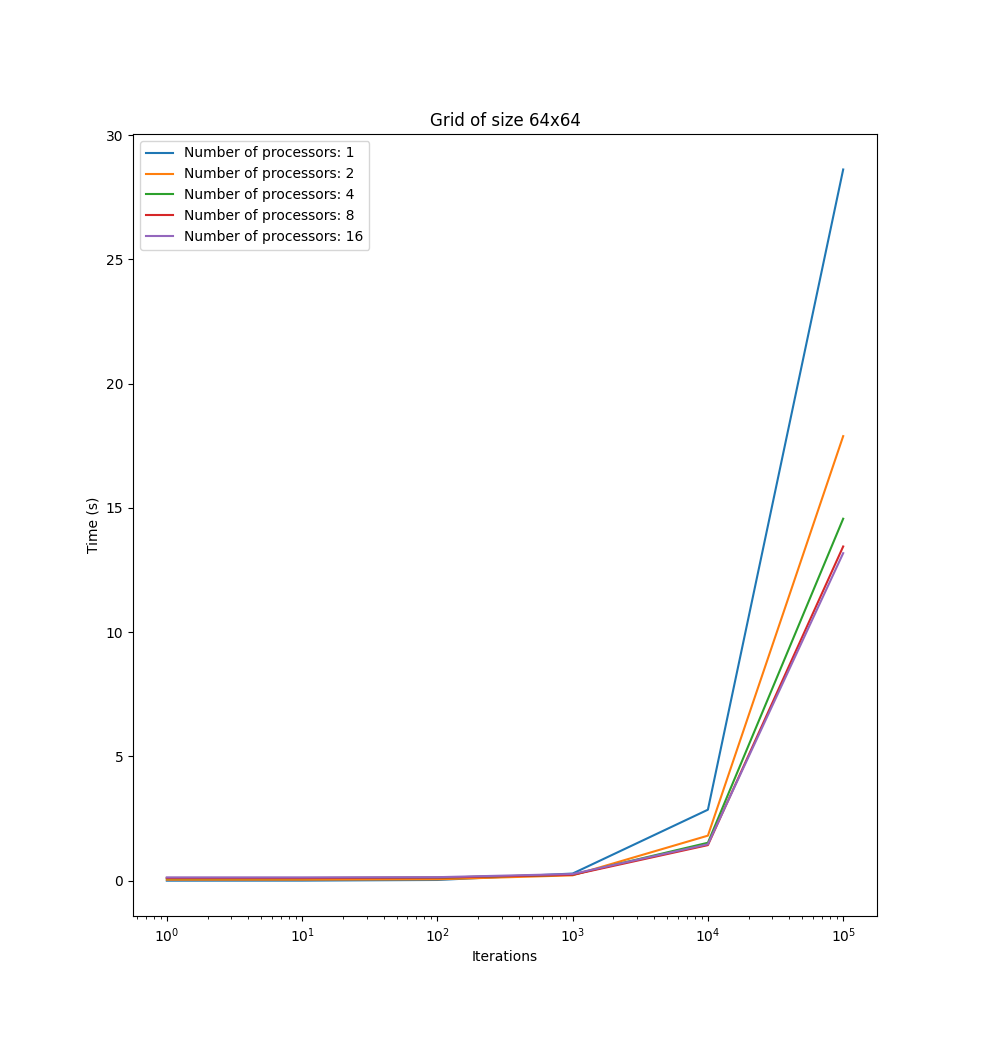 Grid of size 64x64
30
25
20
15
10
5
0
Time (s)
Number of processors: 1
Number of processors: 2
Number of processors: 4
Number of processors: 8
Number of processors: 16
10⁰ 10¹ 10² 10³ 10⁴ 10⁵
Iterations